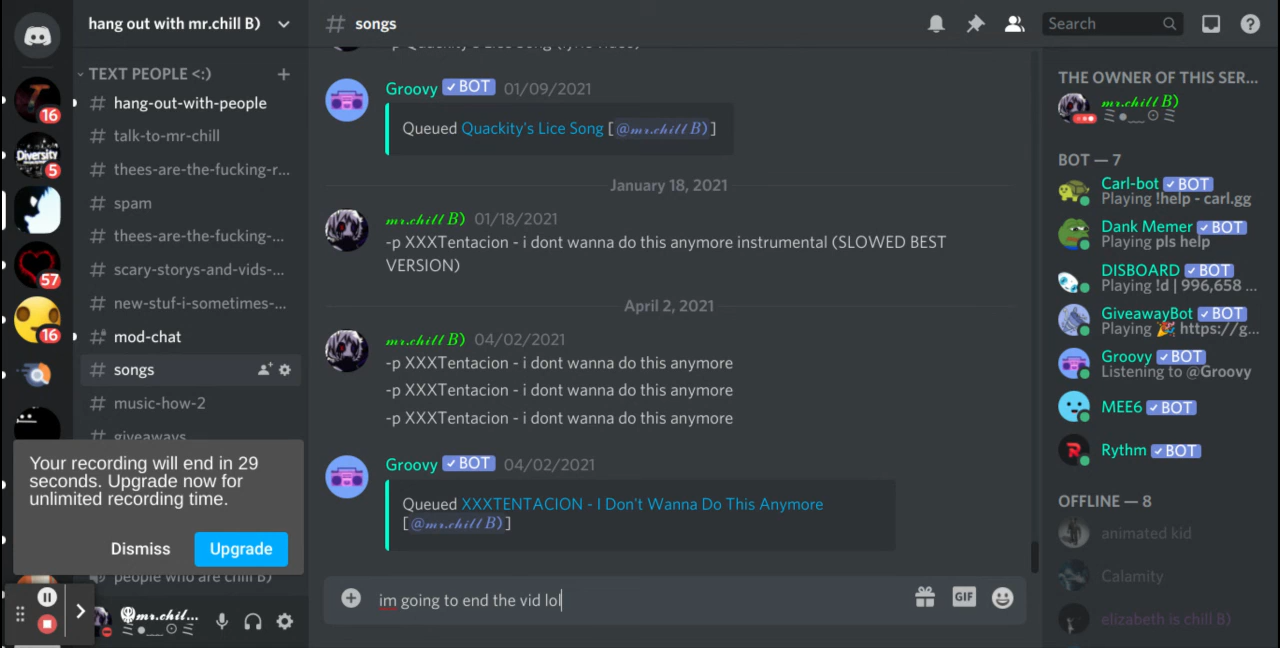 hang out with mr.chill B)
songs
Search
TEXT PEOPLE <:)
hang-out-with-people
talk-to-mr-chill
thees-are-the-fucking-r...
spam
thees-are-the-fucking-...
scary-storys-and-vids-...
new-stuf-i-sometimes-...
mod-chat
songs
music-how-2
giveaways
Your recording will end in 29
seconds. Upgrade now for
unlimited recording time.
Dismiss
Upgrade
people who are chill B)
mr.chil...
16
Diversity
5
57
16
Groovy BOT 01/09/2021
Queued Quackity's Lice Song [@mr.chill B)]
January 18, 2021
mr.chill B) 01/18/2021
-p XXXTentacion - i dont wanna do this anymore instrumental (SLOWED BEST
VERSION)
April 2, 2021
mr.chill B) 04/02/2021
-p XXXTentacion - i dont wanna do this anymore
-p XXXTentacion - i dont wanna do this anymore
-p XXXTentacion - i dont wanna do this anymore
Groovy BOT 04/02/2021
Queued XXXTENTACION - I Don't Wanna Do This Anymore
[@mr.chill B)]
im going to end the vid lol
GIF
THE OWNER OF THIS SER...
mr.chill B)
BOT — 7
Carl-bot BOT
Playing !help - carl.gg
Dank Memer BOT
Playing pls help
DISBOARD BOT
Playing !d | 996,658 ...
GiveawayBot BOT
Playing 🎉 https://g...
Groovy BOT
Listening to @Groovy
MEE6 BOT
Rythm BOT
OFFLINE — 8
animated kid
Calamity
elizabeth is chill B)